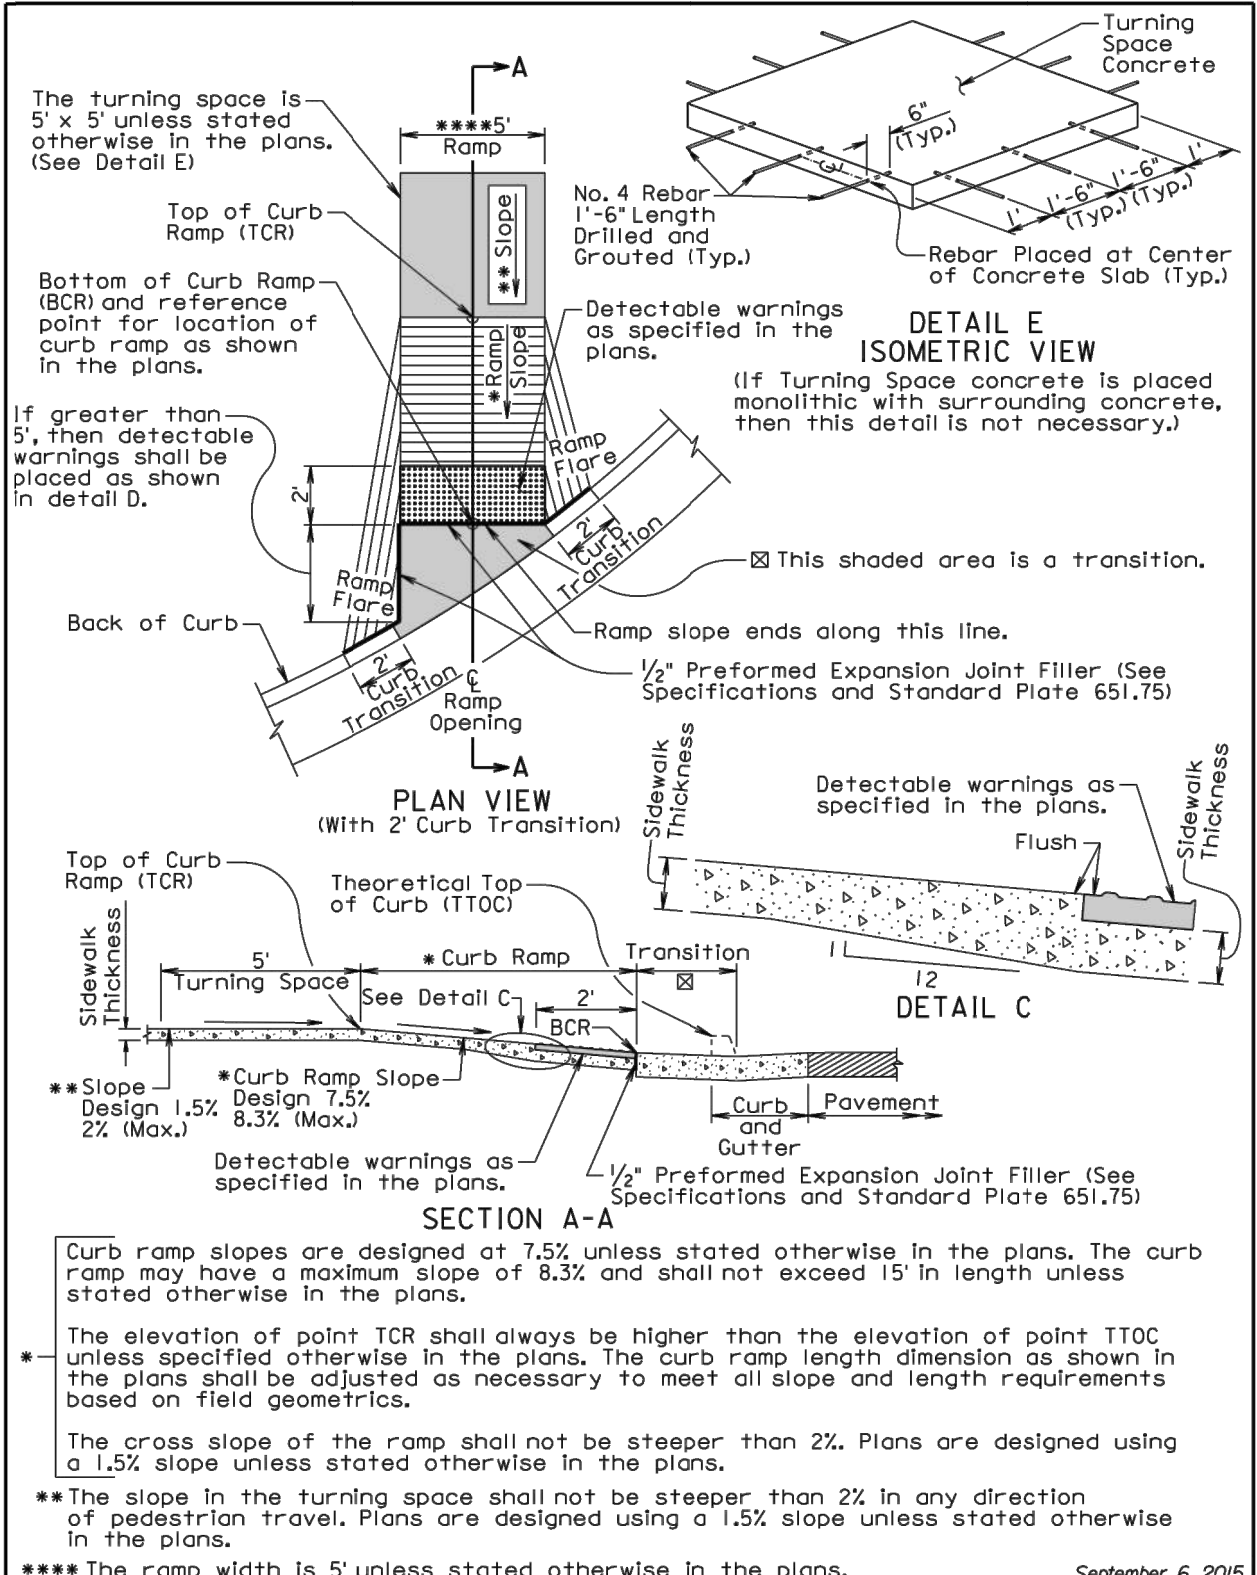 The turning space is
5' x 5' unless stated
otherwise in the plans.
(See Detail E)
A
****5'
Ramp
Top of Curb
Ramp (TCR)
** Slope
Bottom of Curb Ramp
(BCR) and reference
point for location of
curb ramp as shown
in the plans.
* Ramp
Slope
Detectable warnings
as specified in the
plans.
If greater than
5', then detectable
warnings shall be
placed as shown
in detail D.
2'
Ramp
Flare
2'
Curb
Transition
Ramp
Flare
⊠ This shaded area is a transition.
Back of Curb
Ramp slope ends along this line.
2'
Curb
Transition
℄
Ramp
Opening
1/2" Preformed Expansion Joint Filler (See
Specifications and Standard Plate 651.75)
A
PLAN VIEW
(With 2' Curb Transition)
Turning
Space
Concrete
6"
(Typ.)
℄
No. 4 Rebar
1'-6" Length
Drilled and
Grouted (Typ.)
1'
1'-6"
(Typ.)
1'-6"
(Typ.)
1'
Rebar Placed at Center
of Concrete Slab (Typ.)
DETAIL E
ISOMETRIC VIEW
(If Turning Space concrete is placed
monolithic with surrounding concrete,
then this detail is not necessary.)
Sidewalk
Thickness
Detectable warnings as
specified in the plans.
Flush
Sidewalk
Thickness
1
12
DETAIL C
Top of Curb
Ramp (TCR)
Theoretical Top
of Curb (TTOC)
Sidewalk
Thickness
5'
Turning Space
* Curb Ramp
Transition
⊠
See Detail C
2'
BCR
** Slope
Design 1.5%
2% (Max.)
*Curb Ramp Slope
Design 7.5%
8.3% (Max.)
Curb
and
Gutter
Pavement
Detectable warnings as
specified in the plans.
1/2" Preformed Expansion Joint Filler (See
Specifications and Standard Plate 651.75)
SECTION A-A
Curb ramp slopes are designed at 7.5% unless stated otherwise in the plans. The curb
ramp may have a maximum slope of 8.3% and shall not exceed 15' in length unless
stated otherwise in the plans.
*
The elevation of point TCR shall always be higher than the elevation of point TTOC
unless specified otherwise in the plans. The curb ramp length dimension as shown in
the plans shall be adjusted as necessary to meet all slope and length requirements
based on field geometrics.
The cross slope of the ramp shall not be steeper than 2%. Plans are designed using
a 1.5% slope unless stated otherwise in the plans.
** The slope in the turning space shall not be steeper than 2% in any direction
of pedestrian travel. Plans are designed using a 1.5% slope unless stated otherwise
in the plans.
**** The ramp width is 5' unless stated otherwise in the plans.
September 6, 2015